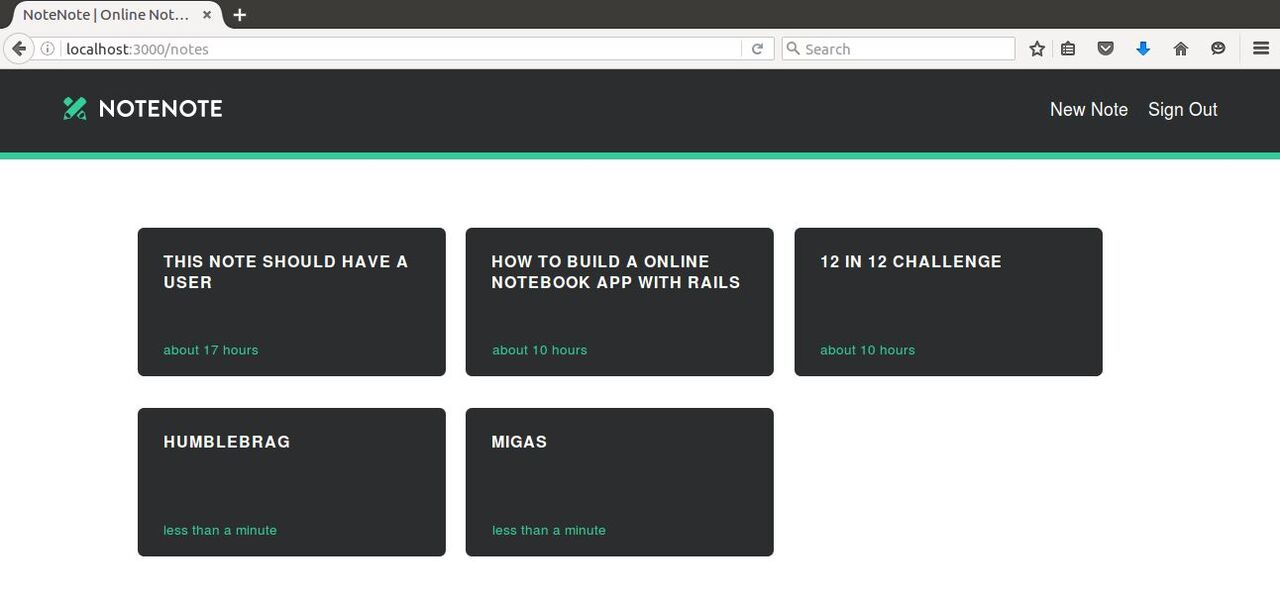 NoteNote | Online Not...
localhost:3000/notes
Search
NOTENOTE
New Note
Sign Out
THIS NOTE SHOULD HAVE A
USER
about 17 hours
HOW TO BUILD A ONLINE
NOTEBOOK APP WITH RAILS
about 10 hours
12 IN 12 CHALLENGE
about 10 hours
HUMBLEBRAG
less than a minute
MIGAS
less than a minute